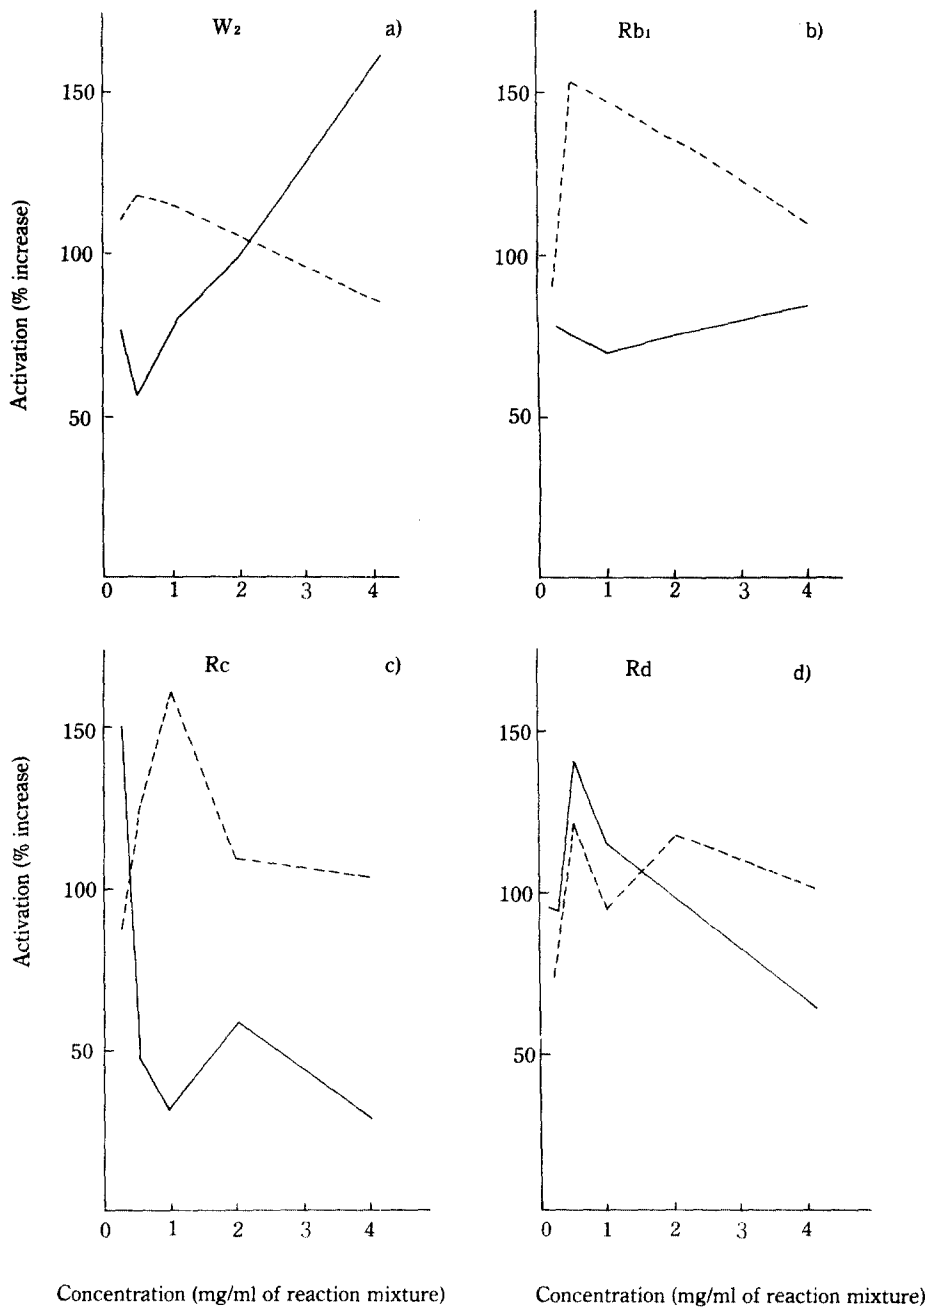 W₂ a)
150
100
50
0 1 2 3 4
Activation (% increase)
Rb₁ b)
150
100
50
0 1 2 3 4
Rc c)
150
100
50
0 1 2 3 4
Activation (% increase)
Concentration (mg/ml of reaction mixture)
Rd d)
150
100
50
0 1 2 3 4
Concentration (mg/ml of reaction mixture)